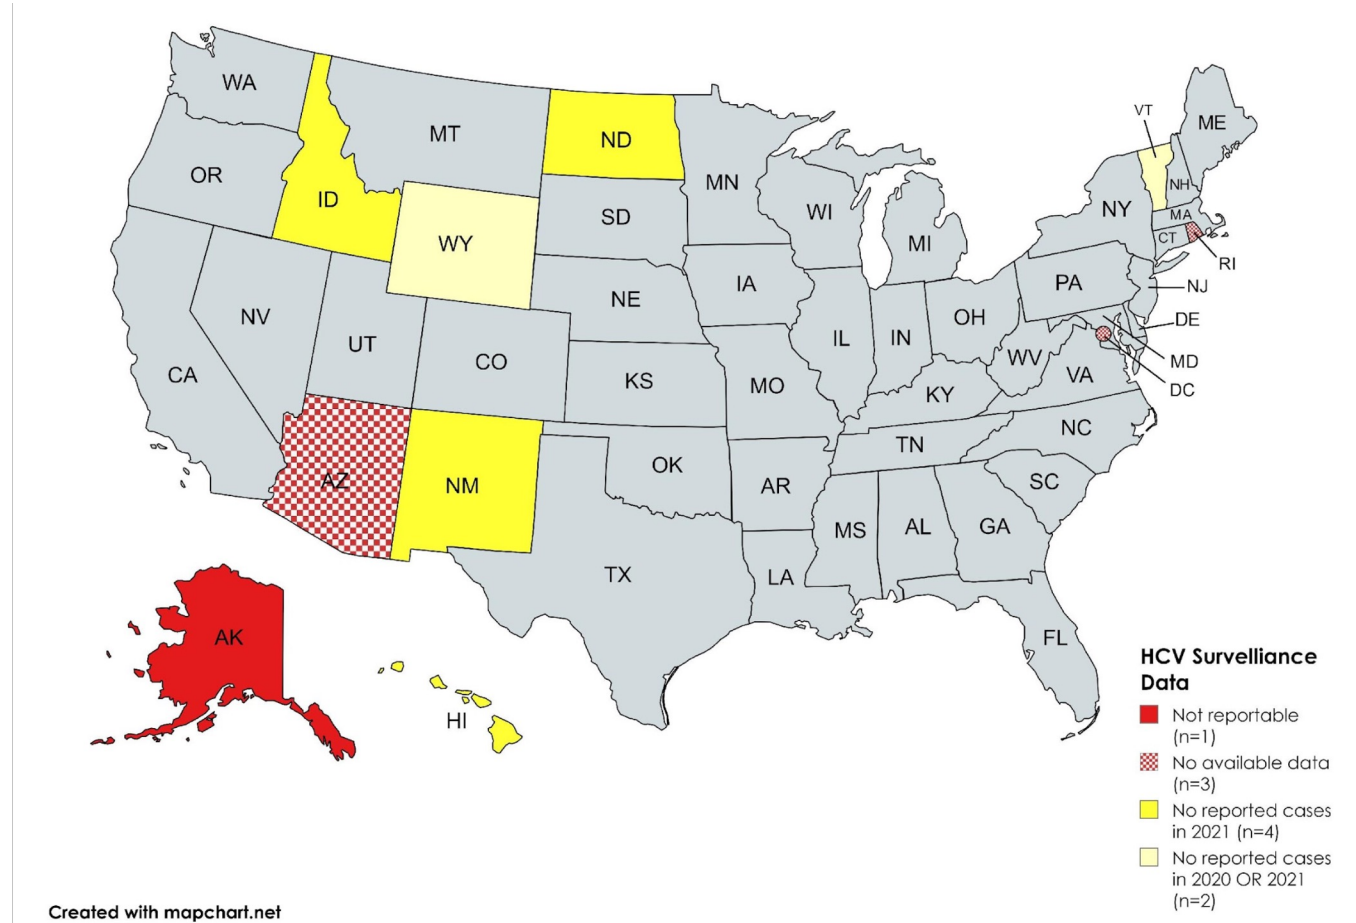 WA
MT
ND
MN
OR
ID
WY
SD
WI
MI
NY
VT
ME
NH
MA
CT
RI
NV
UT
CO
NE
IA
IL
IN
OH
PA
NJ
DE
MD
DC
CA
KS
MO
KY
WV
VA
AZ
NM
OK
AR
TN
NC
SC
MS
AL
GA
TX
LA
FL
AK
HI
HCV Survelliance
Data
Not reportable
(n=1)
No available data
(n=3)
No reported cases
in 2021 (n=4)
No reported cases
in 2020 OR 2021
(n=2)
Created with mapchart.net